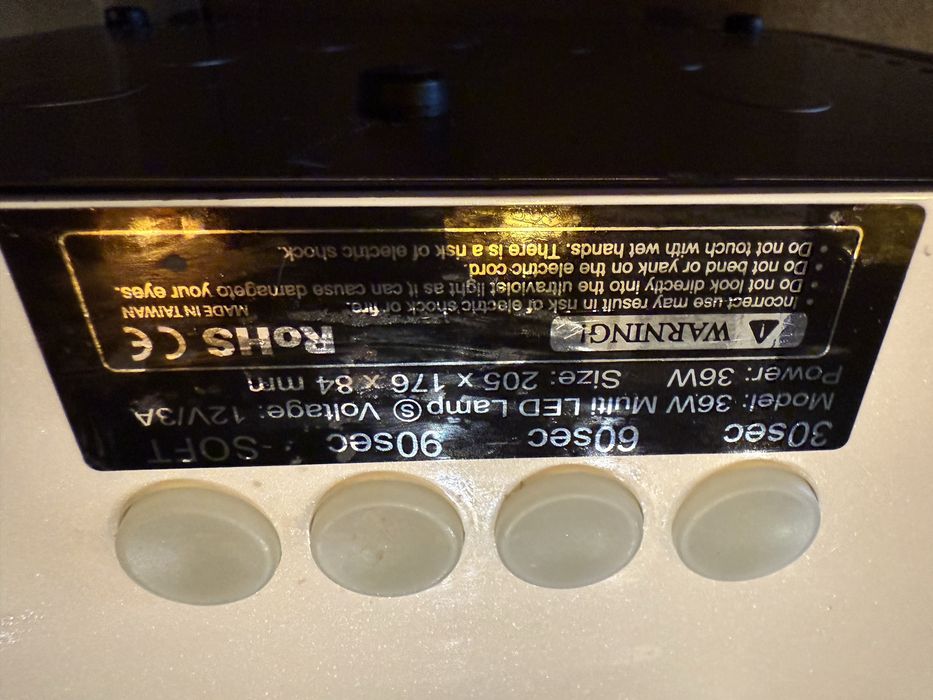 30sec 60sec 90sec SOFT
Model: 36W Multi LED Lamp Ⓢ Voltage: 12V/3A
Power: 36W Size: 205 x 176 x 84 mm
WARNING!
RoHS CE
MADE IN TAIWAN
Incorrect use may result in risk of electric shock or fire.
• Do not look directly into the ultraviolet light as it can cause damageto your eyes.
• Do not bend or yank on the electric cord.
• Do not touch with wet hands. There is a risk of electric shock.